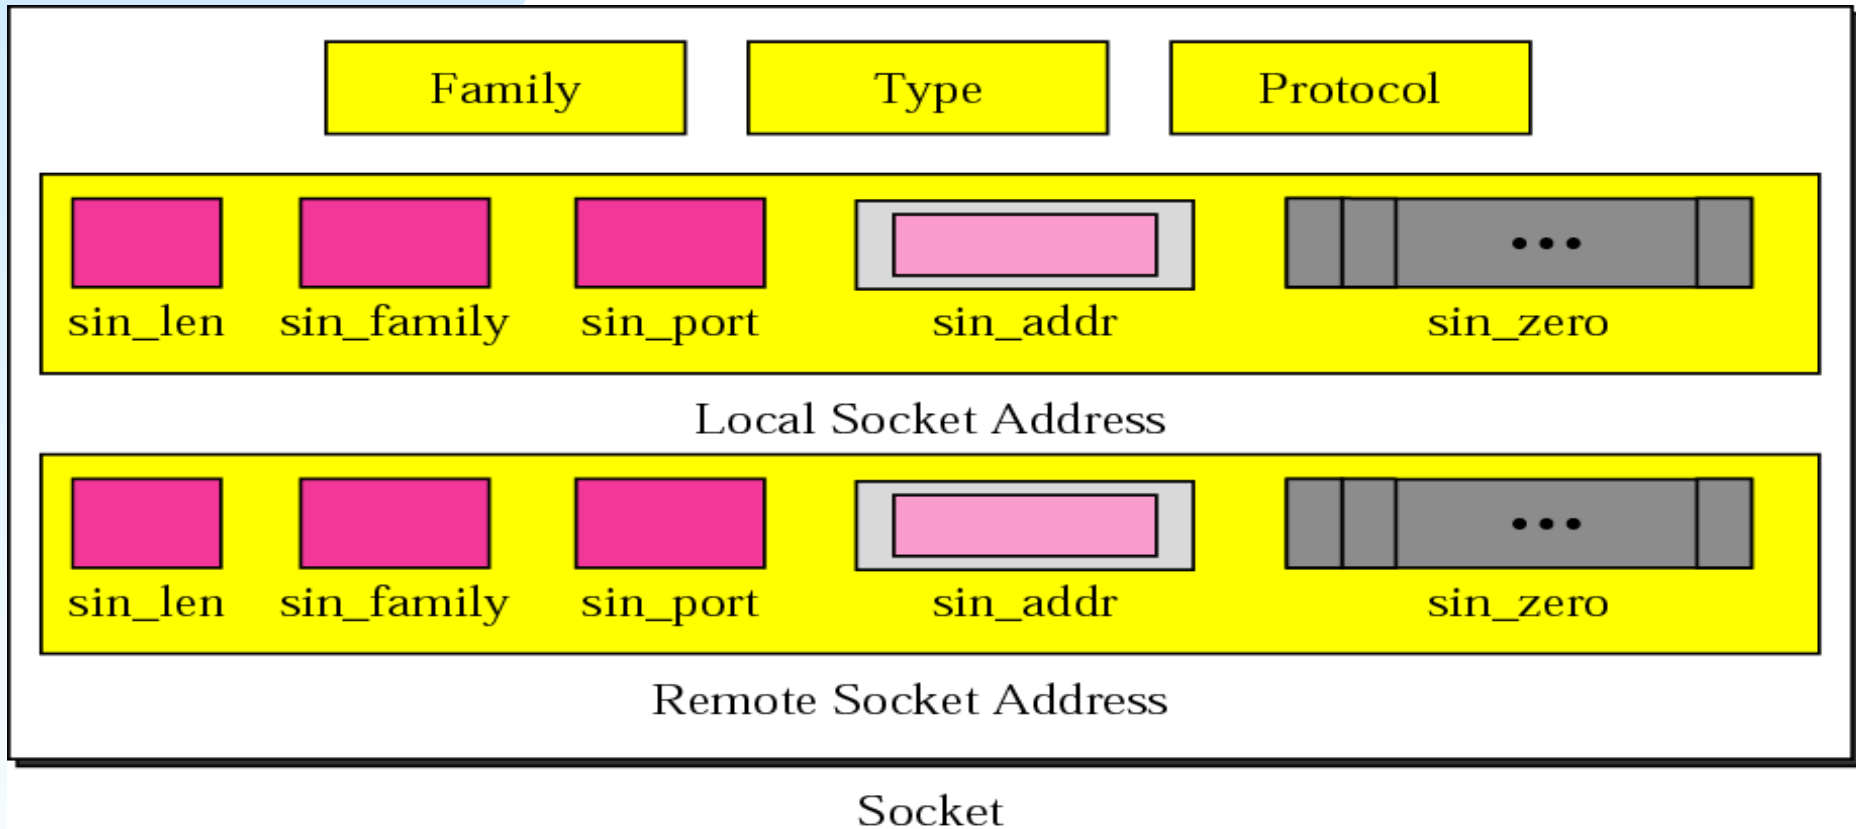 Family Type Protocol
sin_len sin_family sin_port sin_addr sin_zero
Local Socket Address
sin_len sin_family sin_port sin_addr sin_zero
Remote Socket Address
Socket